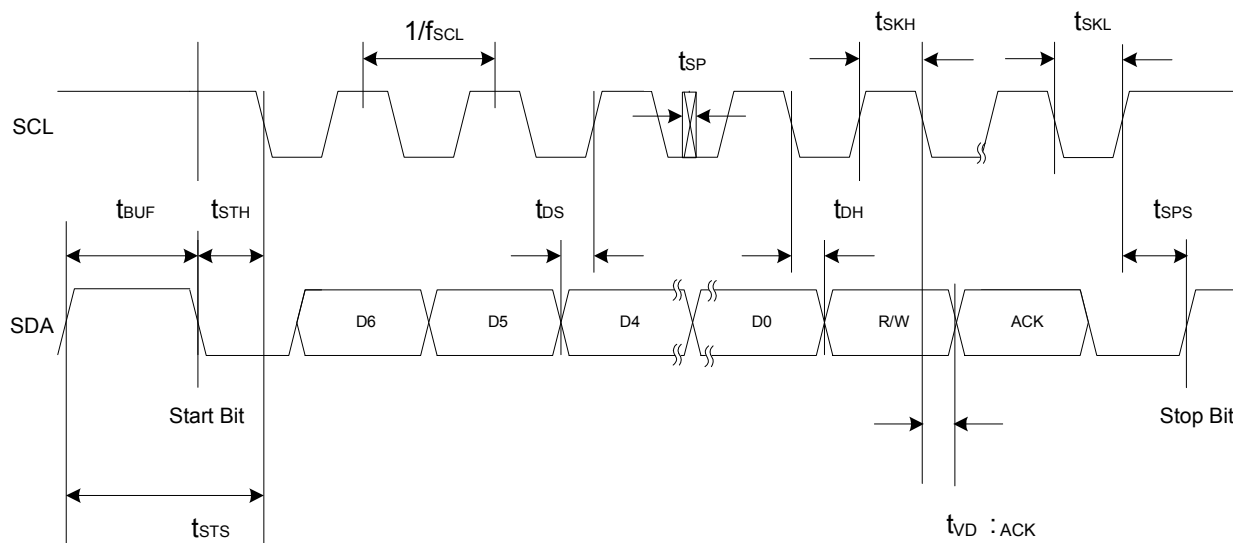 1/fSCL
tSKH
tSKL
tSP
SCL
tBUF
tSTH
tDS
tDH
tSPS
SDA
D6
D5
D4
D0
R/W
ACK
Start Bit
Stop Bit
tSTS
tVD :ACK